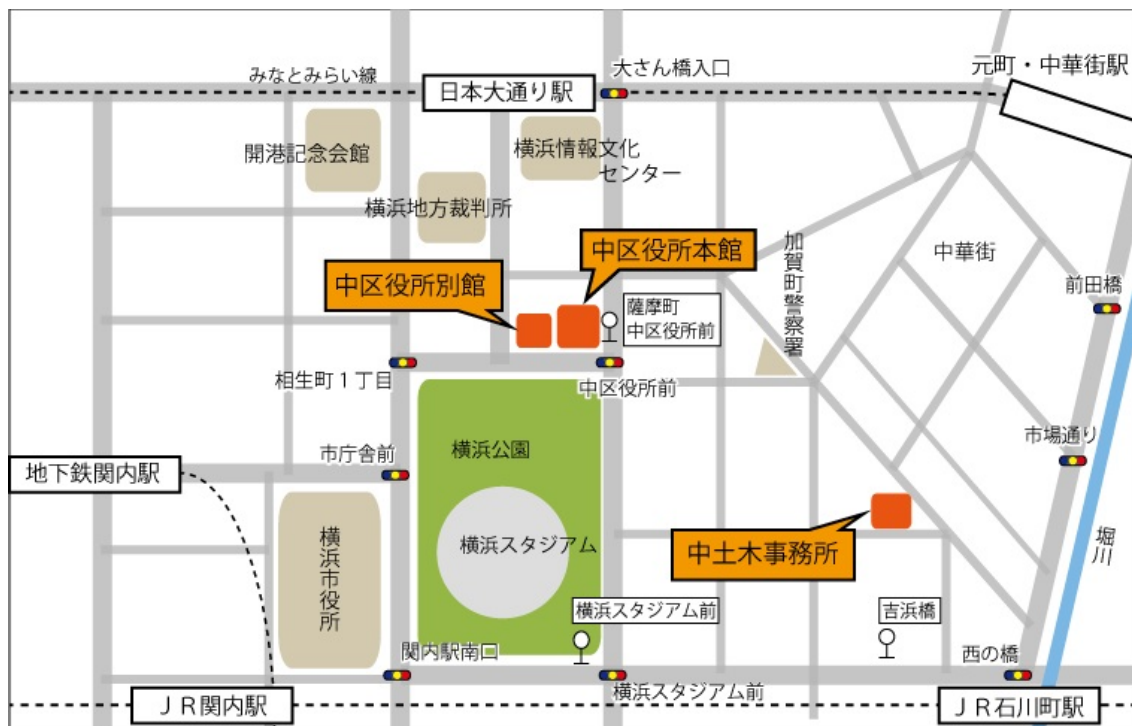 みなとみらい線
日本大通り駅
大さん橋入口
元町・中華街駅
開港記念会館
横浜情報文化
センター
横浜地方裁判所
中区役所別館
中区役所本館
薩摩町
中区役所前
加賀町警察署
中華街
前田橋
相生町1丁目
中区役所前
市庁舎前
横浜公園
市場通り
地下鉄関内駅
横浜市役所
横浜スタジアム
中土木事務所
堀川
横浜スタジアム前
吉浜橋
関内駅南口
西の橋
横浜スタジアム前
JR関内駅
JR石川町駅